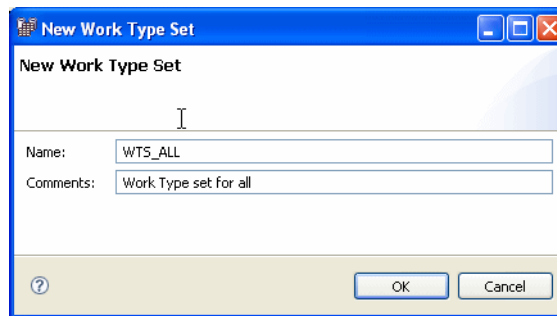 New Work Type Set
New Work Type Set
Name: WTS_ALL
Comments: Work Type set for all
? OK Cancel